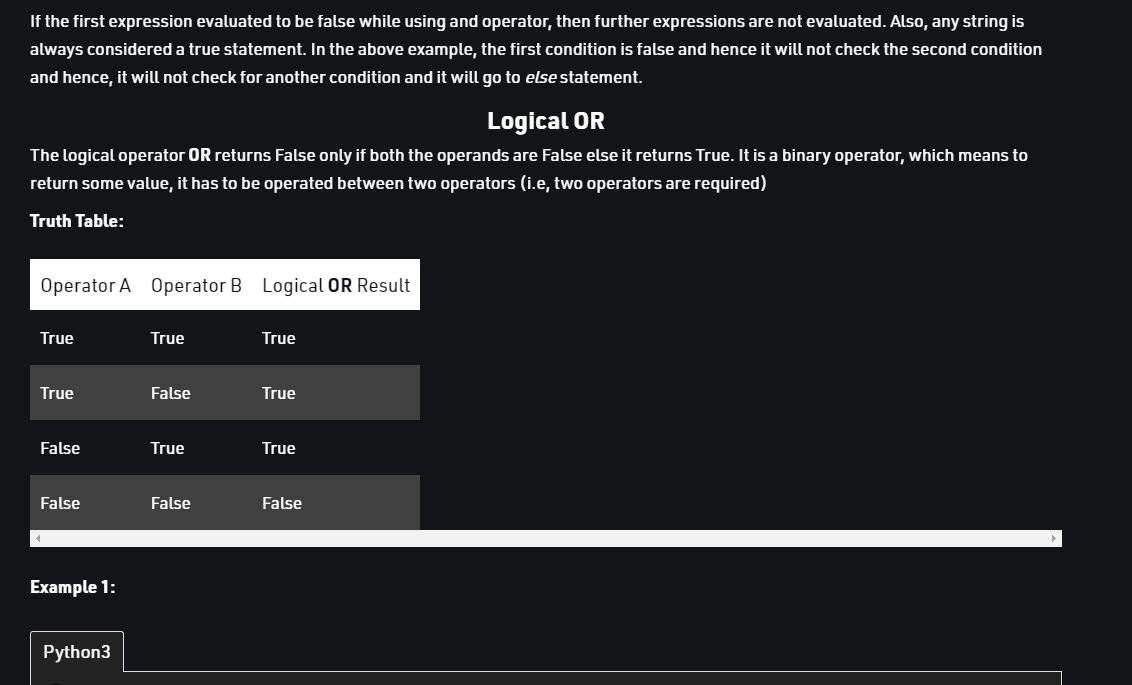 If the first expression evaluated to be false while using and operator, then further expressions are not evaluated. Also, any string is
always considered a true statement. In the above example, the first condition is false and hence it will not check the second condition
and hence, it will not check for another condition and it will go to else statement.
Logical OR
The logical operator OR returns False only if both the operands are False else it returns True. It is a binary operator, which means to
return some value, it has to be operated between two operators (i.e, two operators are required)
Truth Table:
Operator A Operator B Logical OR Result
True True True
True False True
False True True
False False False
Example 1:
Python3